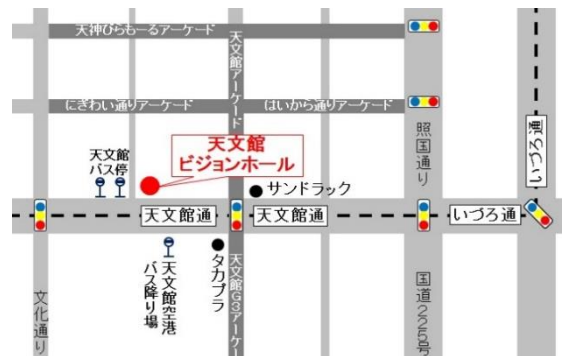 天神ぴらもーるアーケード
天文館アーケード
にぎわい通りアーケード
はいから通りアーケード
照国通り
いづろ通
天文館
バス停
天文館
ビジョンホール
サンドラック
天文館通
天文館通
いづろ通
文化通り
天文館空港
バス降り場
タカプラ
天文館G3アーケード
国道225号